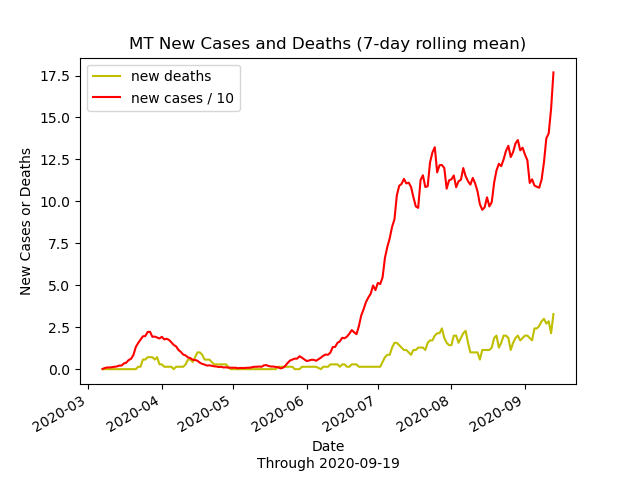 MT New Cases and Deaths (7-day rolling mean)
new deaths
new cases / 10
17.5
15.0
12.5
10.0
7.5
5.0
2.5
0.0
New Cases or Deaths
2020-03
2020-04
2020-05
2020-06
2020-07
2020-08
2020-09
Date
Through 2020-09-19